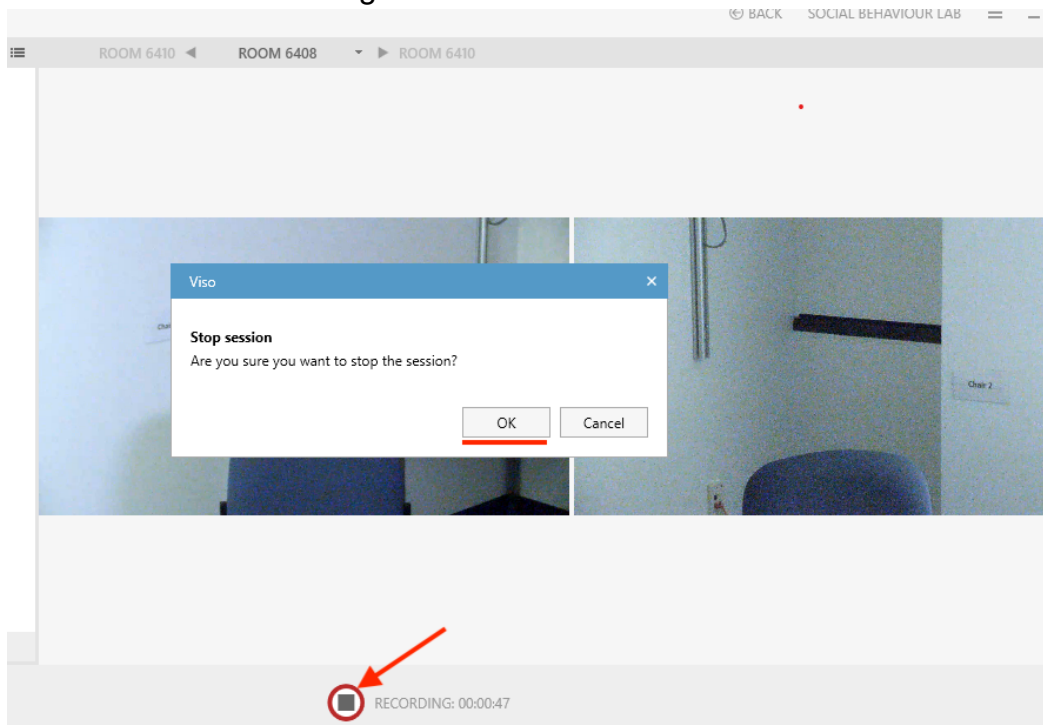 BACK SOCIAL BEHAVIOUR LAB
ROOM 6410 ROOM 6408 ROOM 6410
Viso
Stop session
Are you sure you want to stop the session?
Chair 2
OK Cancel
RECORDING: 00:00:47